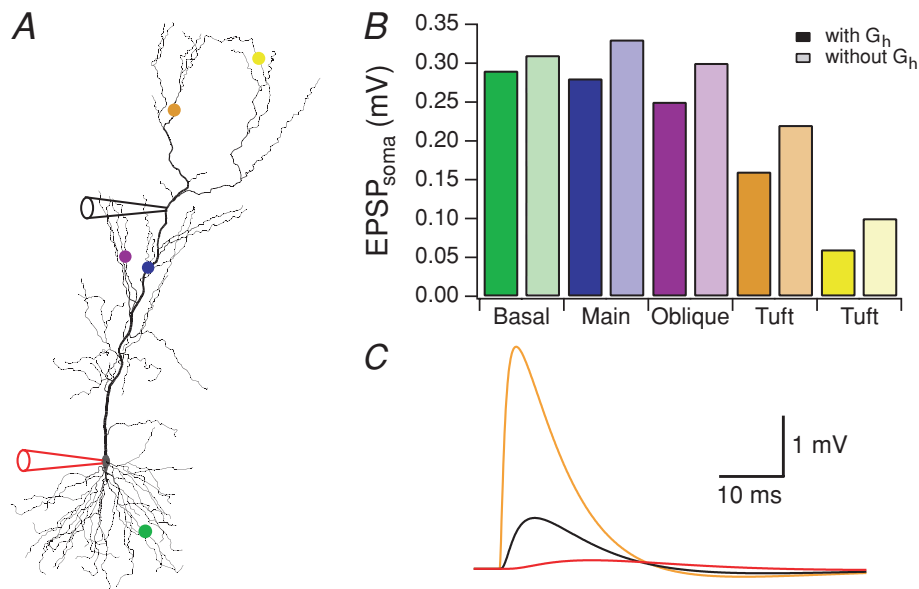 A
B
EPSPsoma (mV)
0.35
0.30
0.25
0.20
0.15
0.10
0.05
0.00
with Gh
without Gh
Basal Main Oblique Tuft Tuft
C
1 mV
10 ms